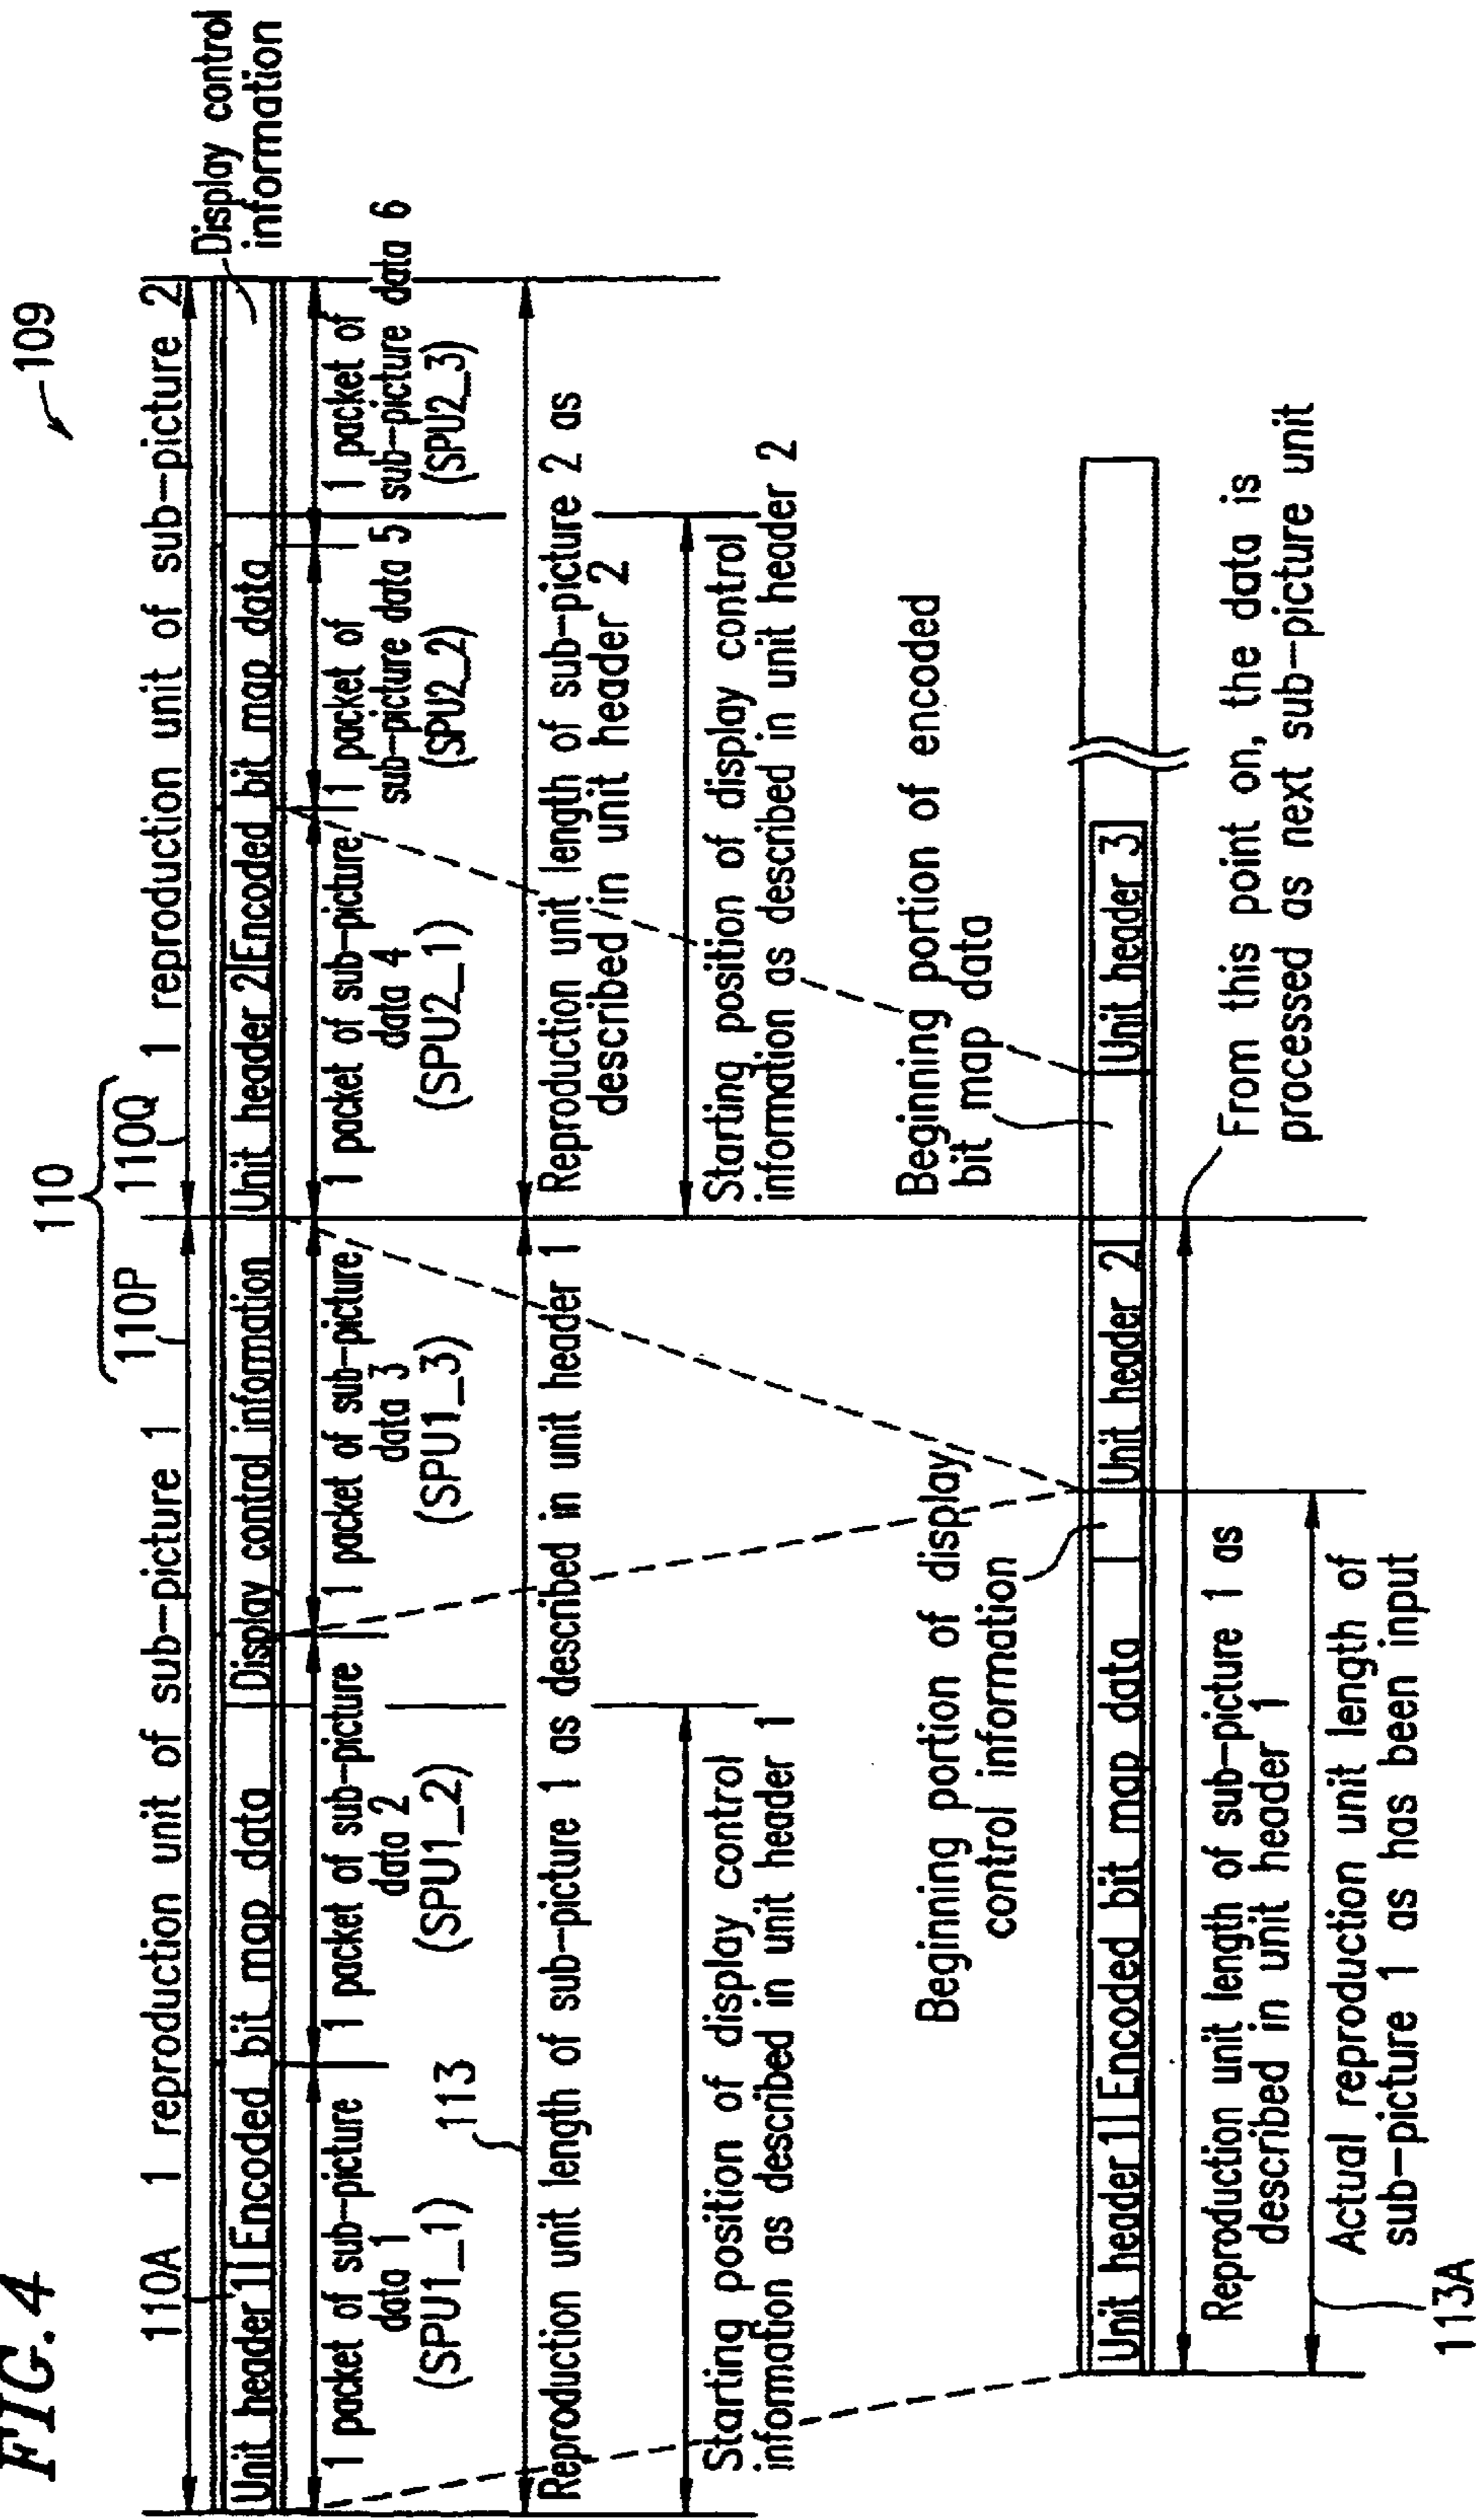 FIG. 4
109
110
110P 110Q
110A 1 reproduction unit of sub-picture 1
1 reproduction unit of sub-picture 2
Display control
information
Unit header 1 Encoded bit map data Display control information Unit header 2 Encoded bit map data
1 packet of sub-picture
data 1
(SPU1_1)
1 packet of sub-picture
data 2
(SPU1_2)
1 packet of sub-picture
data 3
(SPU1_3)
1 packet of sub-picture
data 4
(SPU2_1)
1 packet of
sub-picture data 5
(SPU2_2)
1 packet of
sub-picture data 6
(SPU2_3)
113
Reproduction unit length of sub-picture 1 as described in unit header 1
Reproduction unit length of sub-picture 2 as
described in unit header 2
Starting position of display control
information as described in unit header 1
Starting position of display control
information as described in unit header 2
Beginning portion of display
control information
Beginning portion of encoded
bit map data
Unit header 1 Encoded bit map data Unit header 2 Unit header 3
Reproduction unit length of sub-picture 1 as
described in unit header 1
From this point on, the data is
processed as next sub-picture unit
Actual reproduction unit length of
sub-picture 1 as has been input
113A